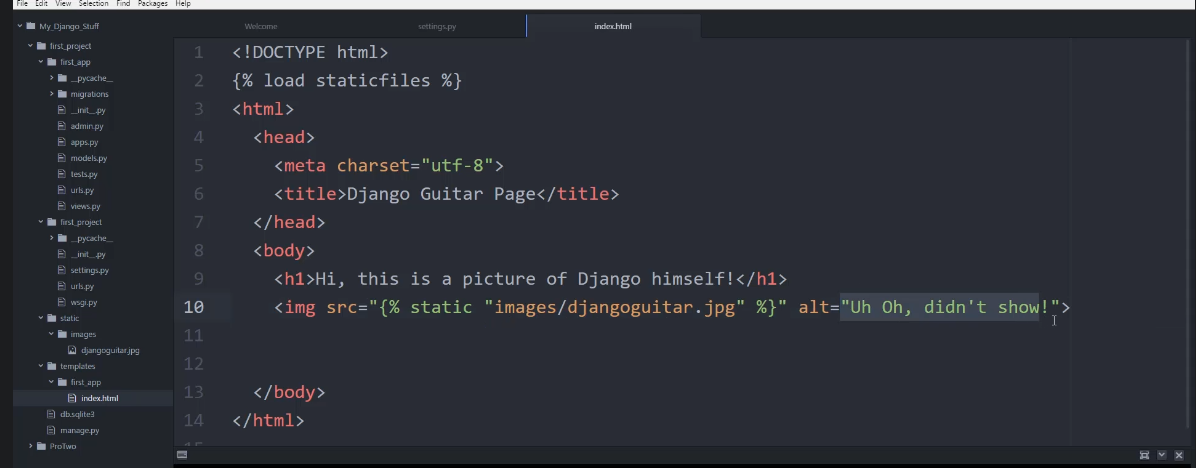 File Edit View Selection Find Packages Help
My_Django_Stuff
first_project
first_app
__pycache__
migrations
__init__.py
admin.py
apps.py
models.py
tests.py
urls.py
views.py
first_project
__pycache__
__init__.py
settings.py
urls.py
wsgi.py
static
images
djangoguitar.jpg
templates
first_app
index.html
db.sqlite3
manage.py
ProTwo
Welcome settings.py index.html
1 <!DOCTYPE html>
2 {% load staticfiles %}
3 <html>
4 <head>
5 <meta charset="utf-8">
6 <title>Django Guitar Page</title>
7 </head>
8 <body>
9 <h1>Hi, this is a picture of Django himself!</h1>
10 <img src="{% static "images/djangoguitar.jpg" %}" alt="Uh Oh, didn't show!">
11
12
13 </body>
14 </html>
15